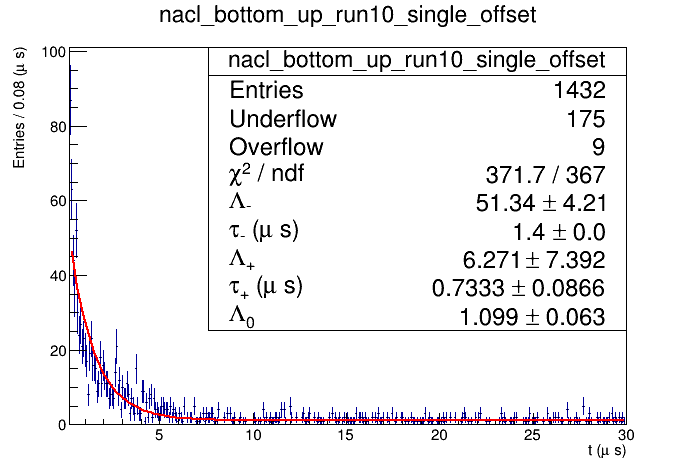 nacl_bottom_up_run10_single_offset
Entries / 0.08 (μ s)
100
80
60
40
20
0
nacl_bottom_up_run10_single_offset
Entries 1432
Underflow 175
Overflow 9
χ² / ndf 371.7 / 367
Λ₋ 51.34 ± 4.21
τ₋ (μ s) 1.4 ± 0.0
Λ₊ 6.271 ± 7.392
τ₊ (μ s) 0.7333 ± 0.0866
Λ₀ 1.099 ± 0.063
5 10 15 20 25 30
t (μ s)